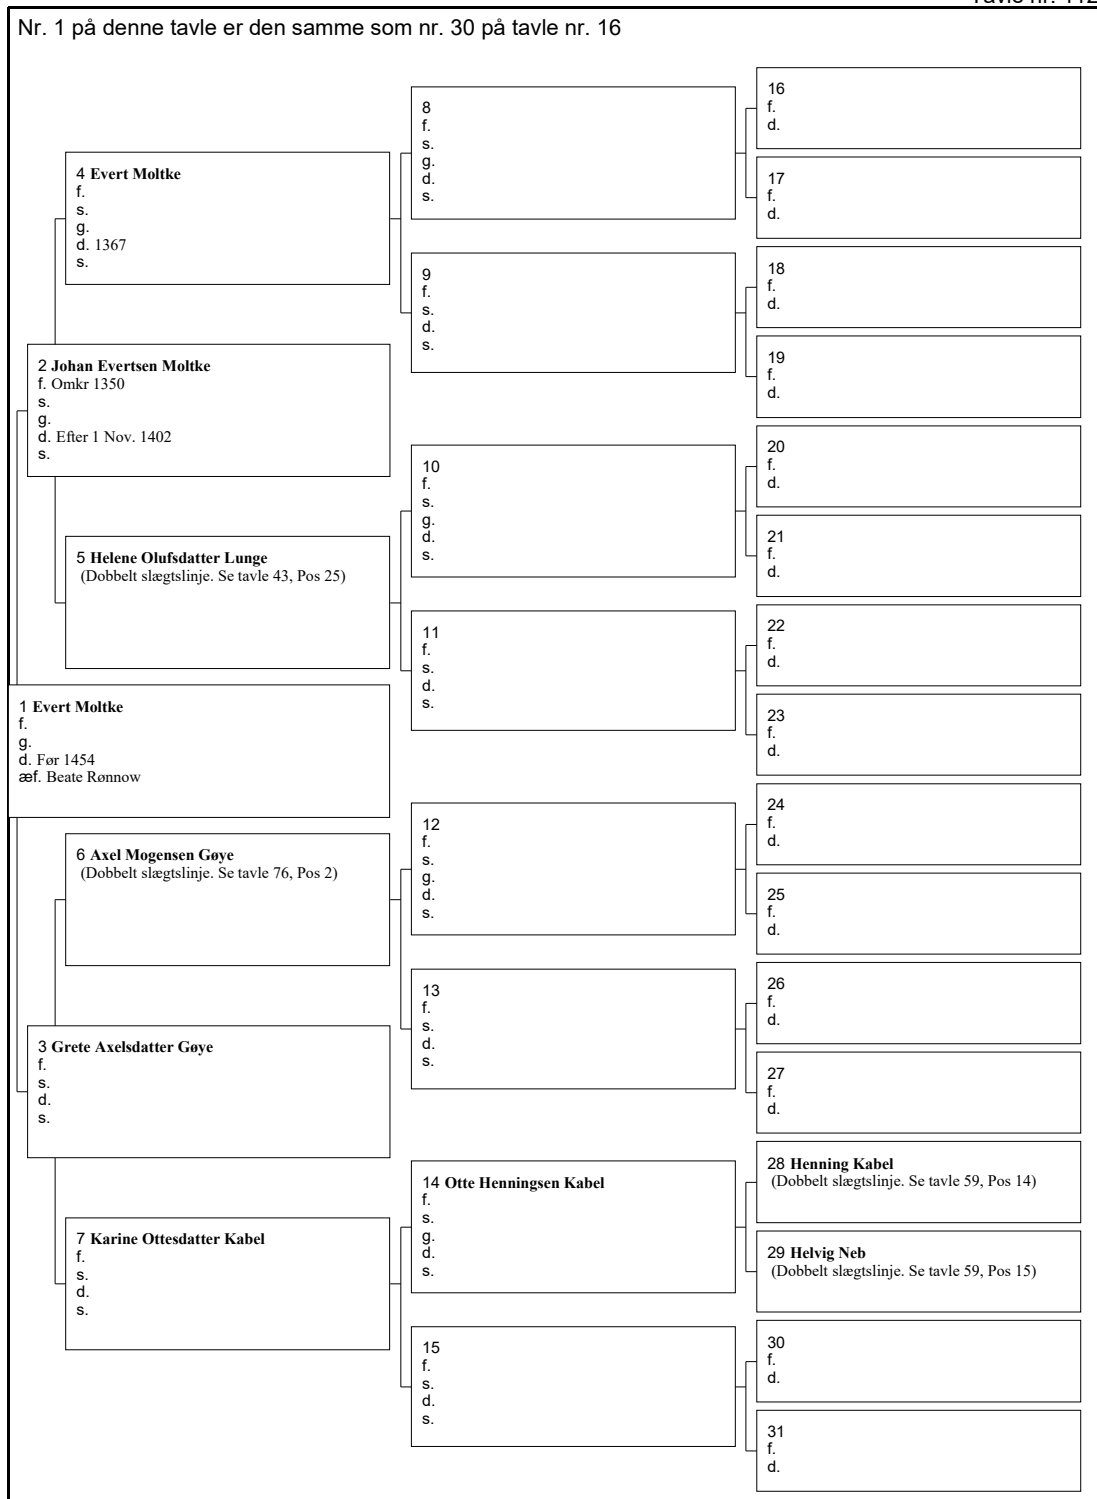 Nr. 1 på denne tavle er den samme som nr. 30 på tavle nr. 16
1 Evert Moltke
f.
g.
d. Før 1454
æf. Beate Rønnow
2 Johan Evertsen Moltke
f. Omkr 1350
s.
g.
d. Efter 1 Nov. 1402
s.
3 Grete Axelsdatter Gøye
f.
s.
d.
s.
4 Evert Moltke
f.
s.
g.
d. 1367
s.
5 Helene Olufsdatter Lunge
(Dobbelt slægtslinje. Se tavle 43, Pos 25)
6 Axel Mogensen Gøye
(Dobbelt slægtslinje. Se tavle 76, Pos 2)
7 Karine Ottesdatter Kabel
f.
s.
d.
s.
8
f.
s.
g.
d.
s.
9
f.
s.
d.
s.
10
f.
s.
g.
d.
s.
11
f.
s.
d.
s.
12
f.
s.
g.
d.
s.
13
f.
s.
d.
s.
14 Otte Henningsen Kabel
f.
s.
g.
d.
s.
15
f.
s.
d.
s.
16
f.
d.
17
f.
d.
18
f.
d.
19
f.
d.
20
f.
d.
21
f.
d.
22
f.
d.
23
f.
d.
24
f.
d.
25
f.
d.
26
f.
d.
27
f.
d.
28 Henning Kabel
(Dobbelt slægtslinje. Se tavle 59, Pos 14)
29 Helvig Neb
(Dobbelt slægtslinje. Se tavle 59, Pos 15)
30
f.
d.
31
f.
d.